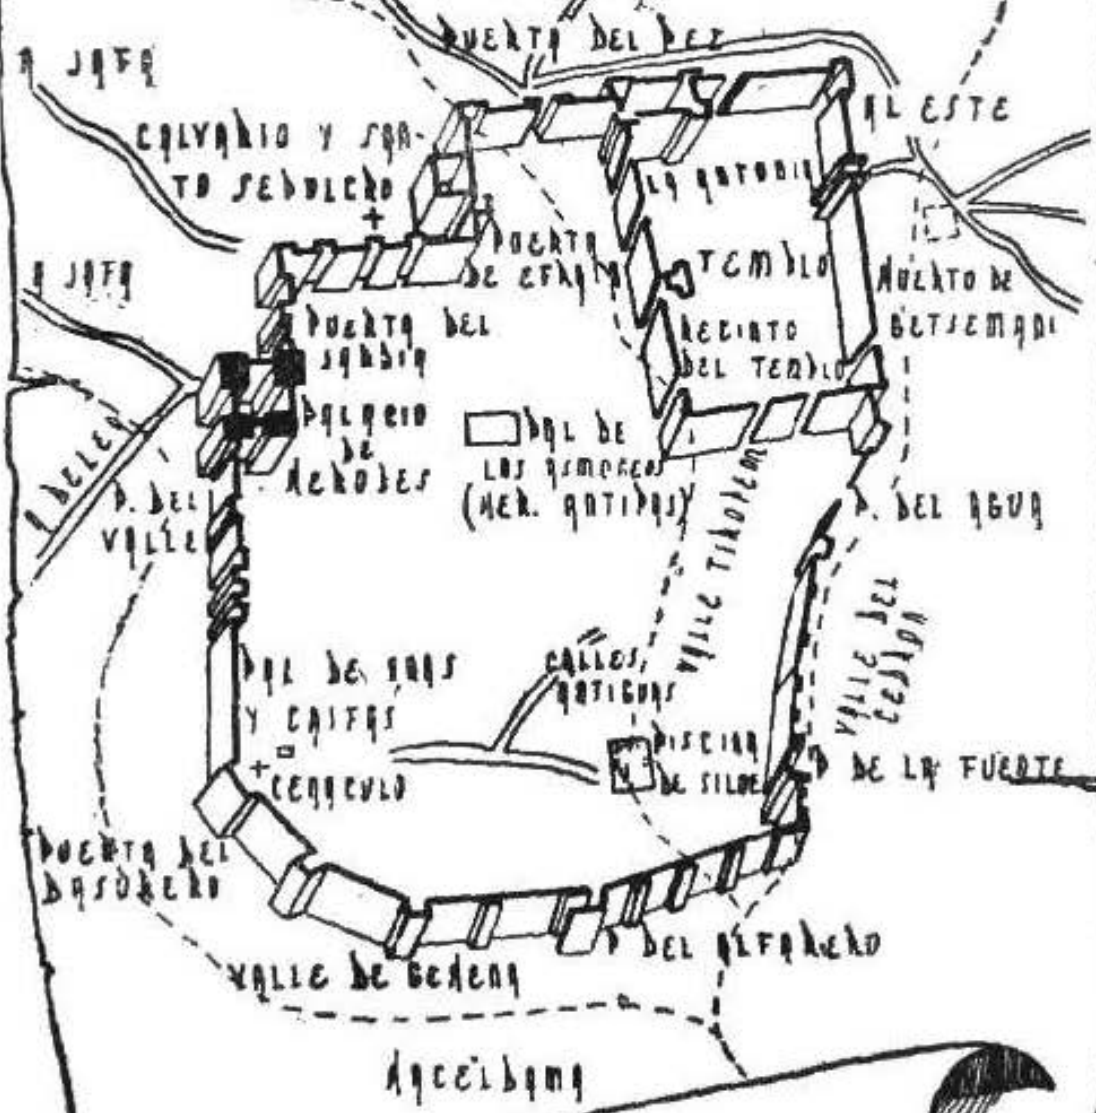 PUERTA DEL PEZ
A JAFA
CALVARIO Y SAN-
TO SEPULCRO
AL ESTE
LA ANTONIA
PUERTA
DE EFRAIN
TEMPLO
A JAFA
HUERTO DE
GETSEMANI
PUERTA DEL
JARDIN
RECINTO
DEL TEMPLO
PALACIO
DE
HERODES
PAL DE
LOS ASMONEOS
(HER. ANTIPAS)
A BELEN
P. DEL
VALLE
VALLE TIROPEON
P. DEL AGUA
VALLE DEL
CEDRON
PAL DE ANAS
Y CAIFAS
CALLES
ANTIGUAS
CENACULO
PISCINA
DE SILOE
P DE LA FUENTE
PUERTA DEL
BASURERO
P DEL ALFARERO
VALLE DE GEHENA
HACELDAMA